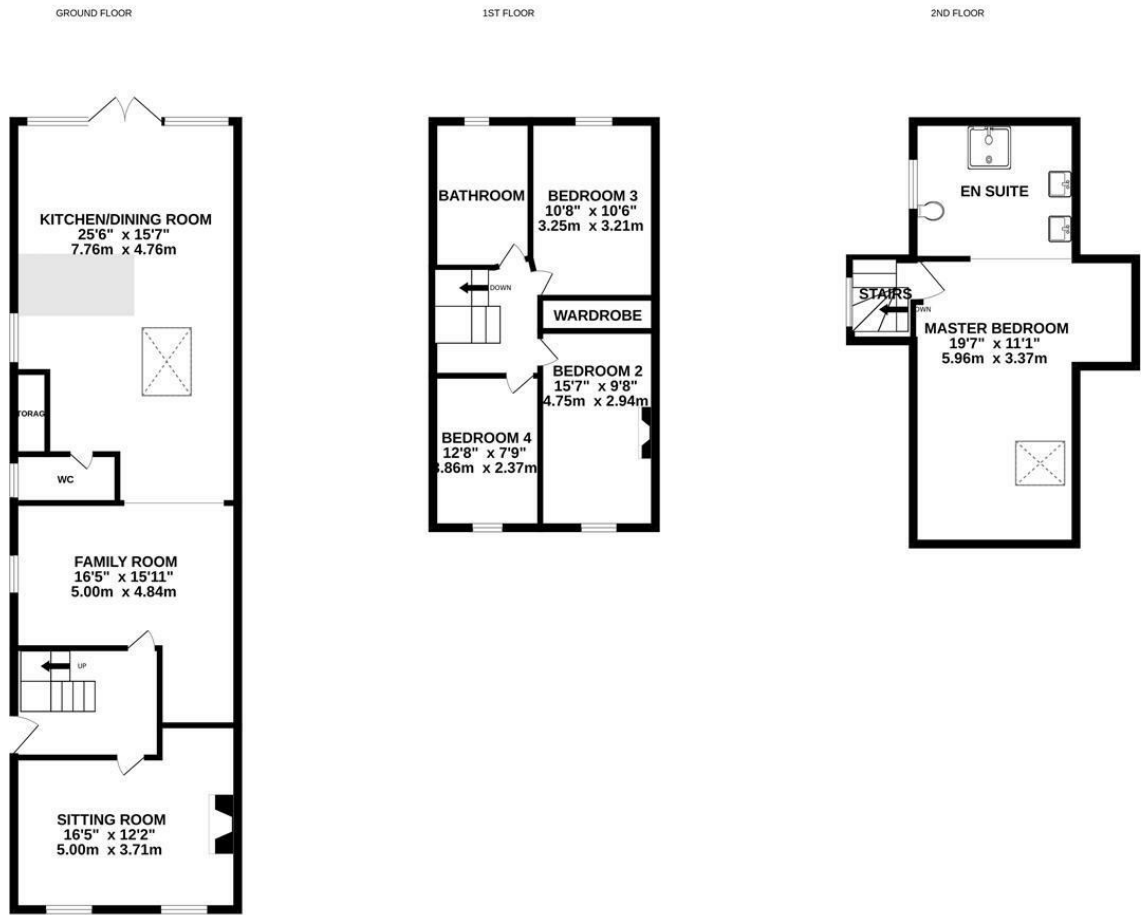 GROUND FLOOR
1ST FLOOR
2ND FLOOR
KITCHEN/DINING ROOM
25'6" x 15'7"
7.76m x 4.76m
TORAG
WC
FAMILY ROOM
16'5" x 15'11"
5.00m x 4.84m
UP
SITTING ROOM
16'5" x 12'2"
5.00m x 3.71m
BATHROOM
BEDROOM 3
10'8" x 10'6"
3.25m x 3.21m
DOWN
WARDROBE
BEDROOM 2
15'7" x 9'8"
4.75m x 2.94m
BEDROOM 4
12'8" x 7'9"
3.86m x 2.37m
EN SUITE
STAIRS
DOWN
MASTER BEDROOM
19'7" x 11'1"
5.96m x 3.37m